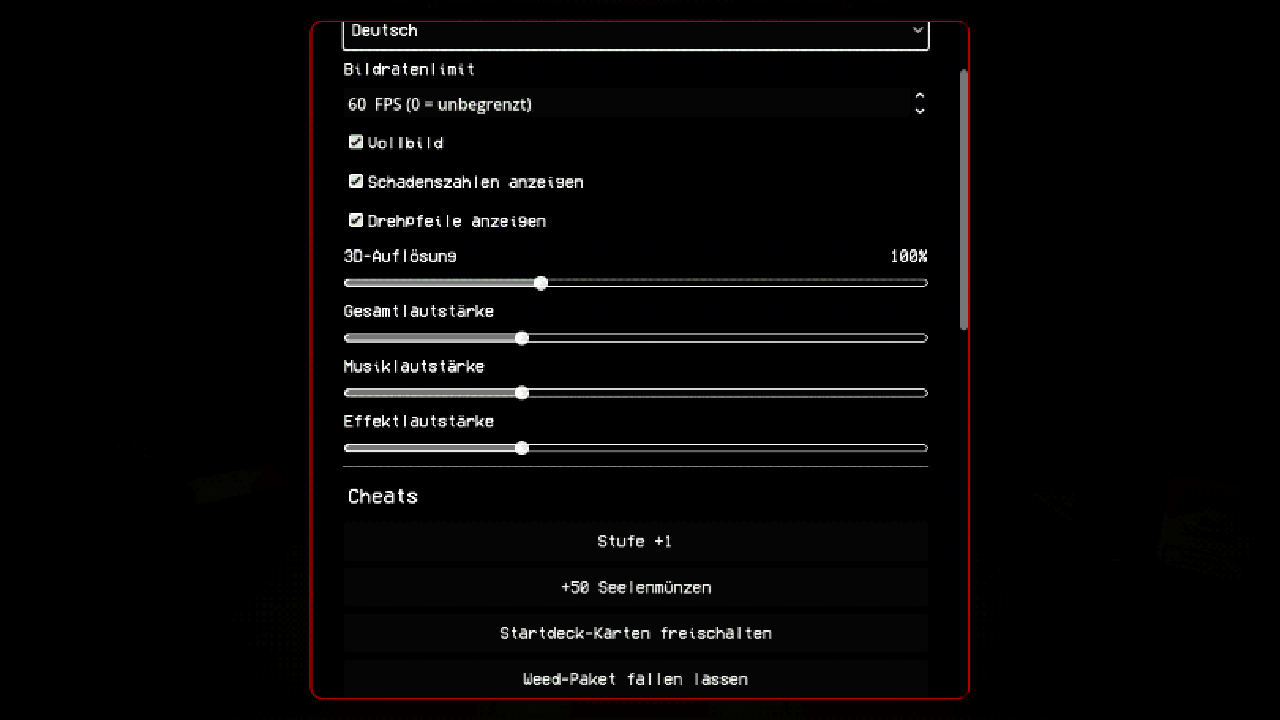 Deutsch
Bildratenlimit
60 FPS (0 = unbegrenzt)
Vollbild
Schadenszahlen anzeigen
Drehpfeile anzeigen
3D-Auflösung 100%
Gesamtlautstärke
Musiklautstärke
Effektlautstärke
Cheats
Stufe +1
+50 Seelenmünzen
Startdeck-Karten freischalten
Weed-Paket fallen lassen